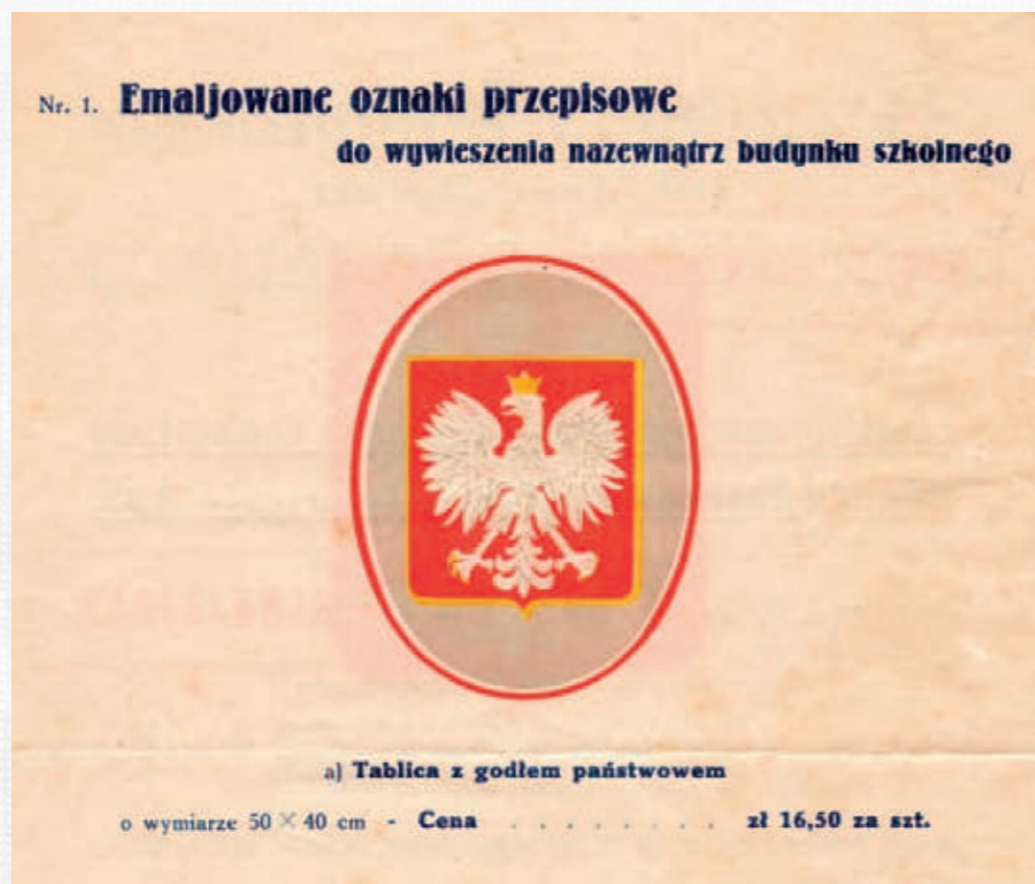 Nr. 1. Emaljowane oznaki przepisowe
do wywieszenia nazewnątrz budynku szkolnego
a) Tablica z godłem państwowem
o wymiarze 50 × 40 cm - Cena . . . . . . . . . zł 16,50 za szt.